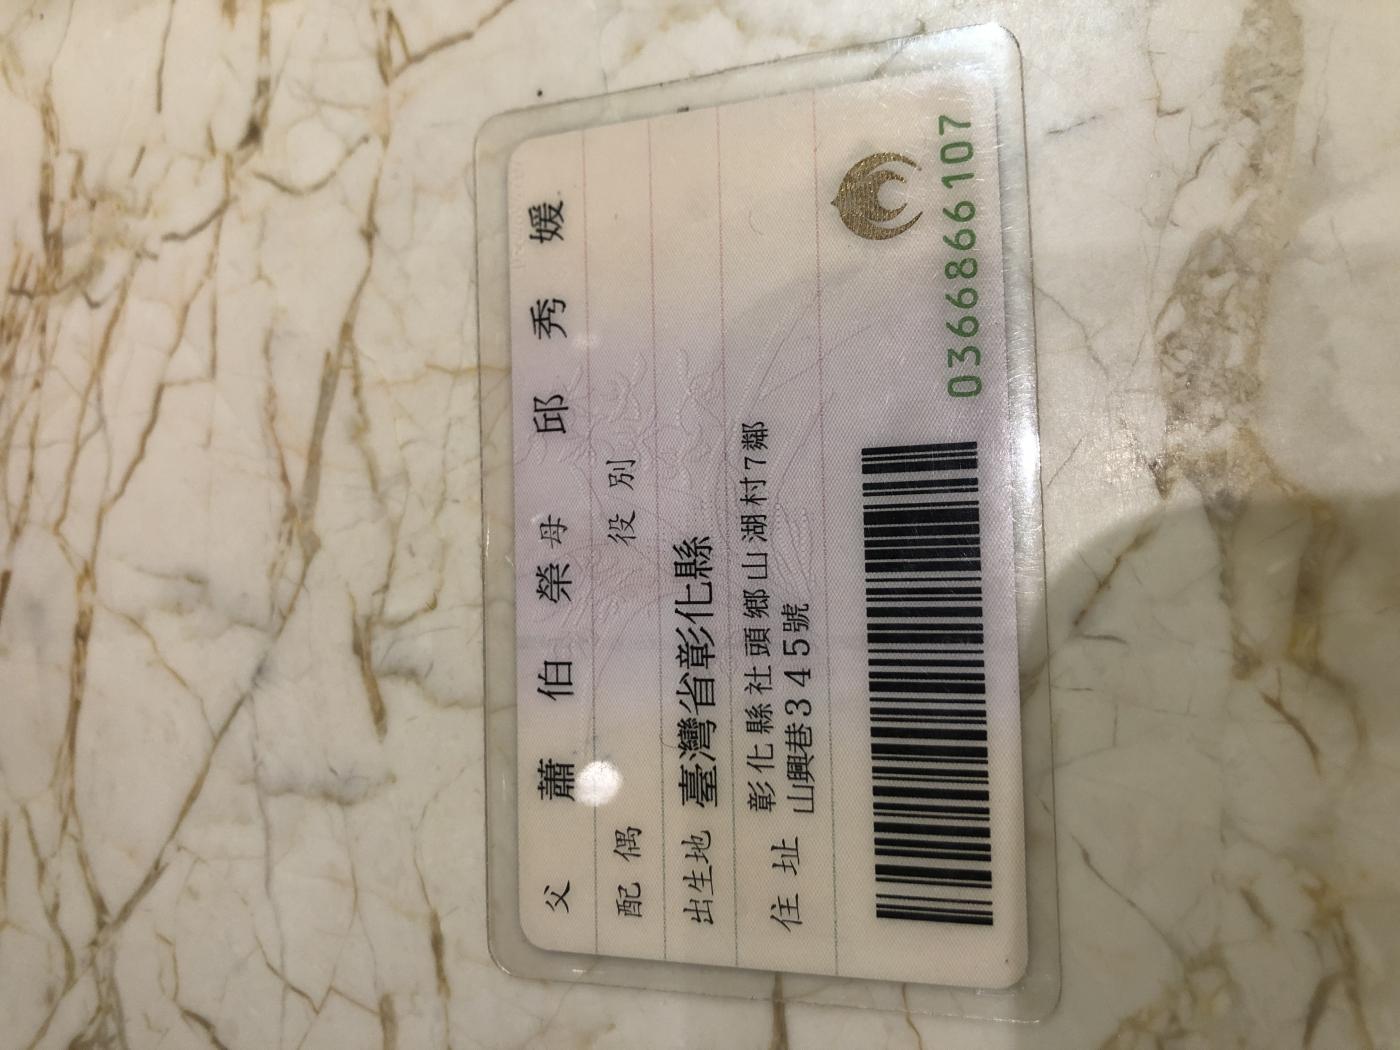 父 蕭伯榮 母 邱秀媛
配偶 役別
出生地 臺灣省彰化縣
住址 彰化縣社頭鄉山湖村7鄰
山興巷345號
0366866107